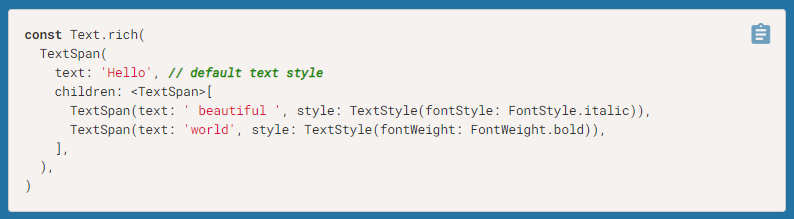 const Text.rich(
  TextSpan(
    text: 'Hello', // default text style
    children: <TextSpan>[
      TextSpan(text: ' beautiful ', style: TextStyle(fontStyle: FontStyle.italic)),
      TextSpan(text: 'world', style: TextStyle(fontWeight: FontWeight.bold)),
    ],
  ),
)